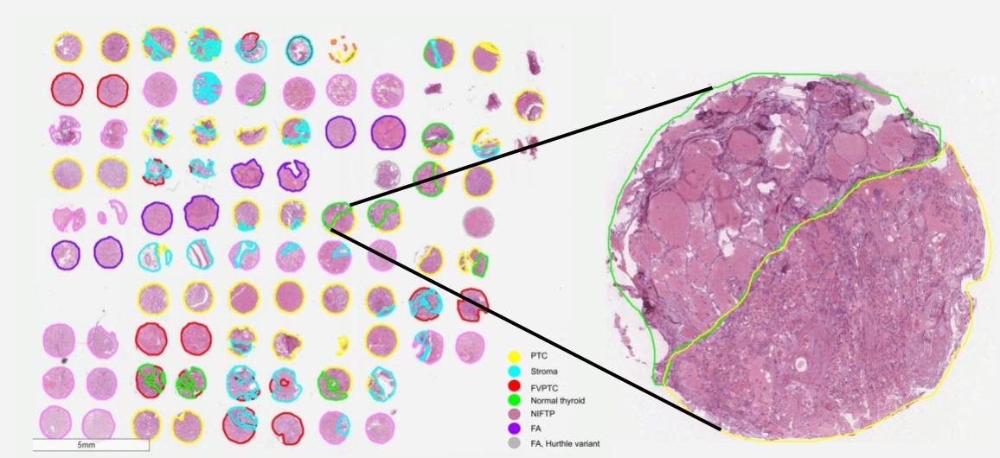 PTC
Stroma
FVPTC
Normal thyroid
NIFTP
FA
FA, Hurthle variant
5mm